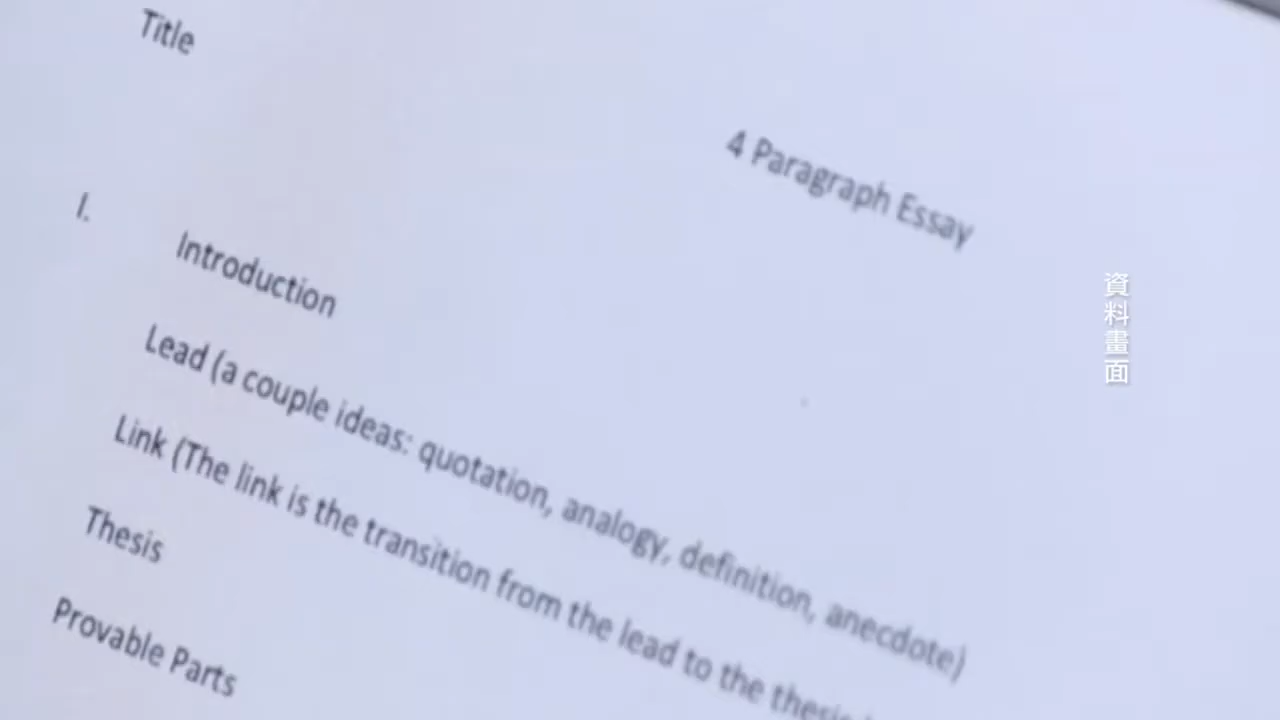 Title
4 Paragraph Essay
I. Introduction
Lead (a couple ideas: quotation, analogy, definition, anecdote)
Link (The link is the transition from the lead to the thesis
Thesis
Provable Parts
資料畫面